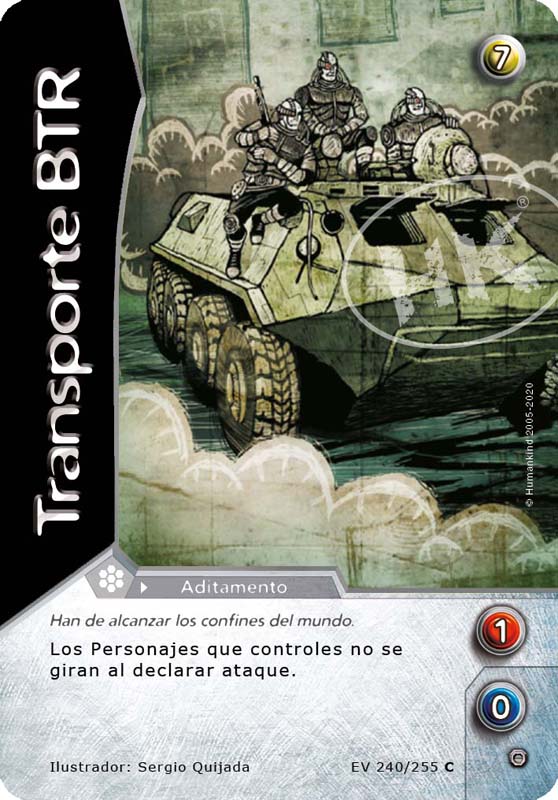 Transporte BTR
7
HK®
© Humankind 2005-2020
Aditamento
Han de alcanzar los confines del mundo.
Los Personajes que controles no se
giran al declarar ataque.
1
0
Ilustrador: Sergio Quijada
EV 240/255 C